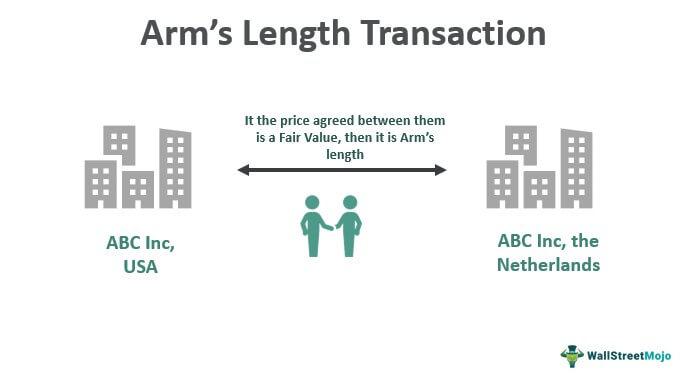 Arm’s Length Transaction
It the price agreed between them
is a Fair Value, then it is Arm’s
length
ABC Inc,
USA
ABC Inc, the
Netherlands
WallStreetMojo